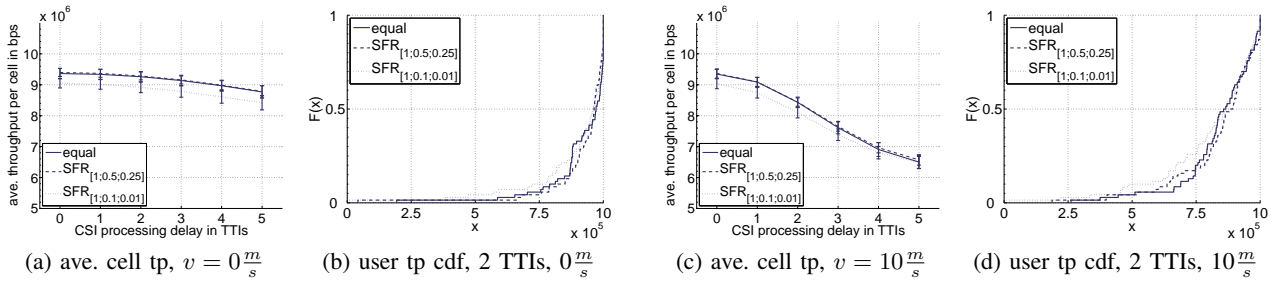 x 10^6
ave. throughput per cell in bps
10
9
8
7
6
5
equal
SFR[1;0.5;0.25]
SFR[1;0.1;0.01]
0 1 2 3 4 5
CSI processing delay in TTIs
(a) ave. cell tp, v = 0 m/s
1
0.5
0
F(x)
equal
SFR[1;0.5;0.25]
SFR[1;0.1;0.01]
0 2.5 5 7.5 10
x
x 10^5
(b) user tp cdf, 2 TTIs, 0 m/s
x 10^6
ave. throughput per cell in bps
10
9
8
7
6
5
equal
SFR[1;0.5;0.25]
SFR[1;0.1;0.01]
0 1 2 3 4 5
CSI processing delay in TTIs
(c) ave. cell tp, v = 10 m/s
1
0.5
0
F(x)
equal
SFR[1;0.5;0.25]
SFR[1;0.1;0.01]
0 2.5 5 7.5 10
x
x 10^5
(d) user tp cdf, 2 TTIs, 10 m/s